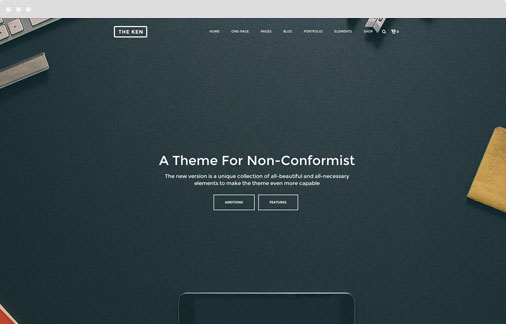 THE KEN
HOME ONE-PAGE PAGES BLOG PORTFOLIO ELEMENTS SHOP 0
A Theme For Non-Conformist
The new version is a unique collection of all-beautiful and all-necessary
elements to make the theme even more capable
ADDITIONS FEATURES